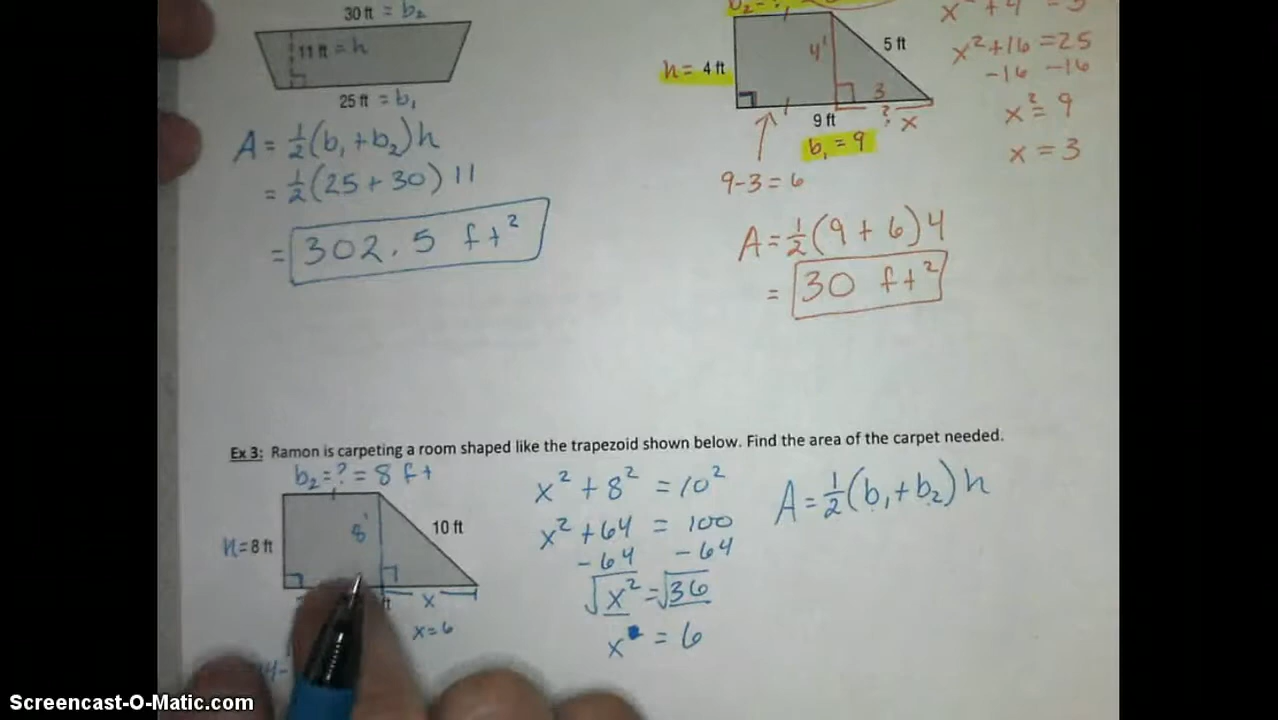 30 ft = b₂
11 ft = h
25 ft = b₁
A = ½(b₁ + b₂)h
= ½(25 + 30) 11
= 302.5 ft²
h = 4 ft
4'
5 ft
3
?
x
9 ft
b₁ = 9
9 - 3 = 6
A = ½(9 + 6)4
= 30 ft²
x² + 16 = 25
-16 -16
x² = 9
x = 3
Ex 3: Ramon is carpeting a room shaped like the trapezoid shown below. Find the area of the carpet needed.
b₂ = ? = 8 ft
h = 8 ft
8'
10 ft
x
x = 6
x² + 8² = 10²
x² + 64 = 100
-64 -64
√x² = √36
x = 6
A = ½(b₁ + b₂)h
Screencast-O-Matic.com